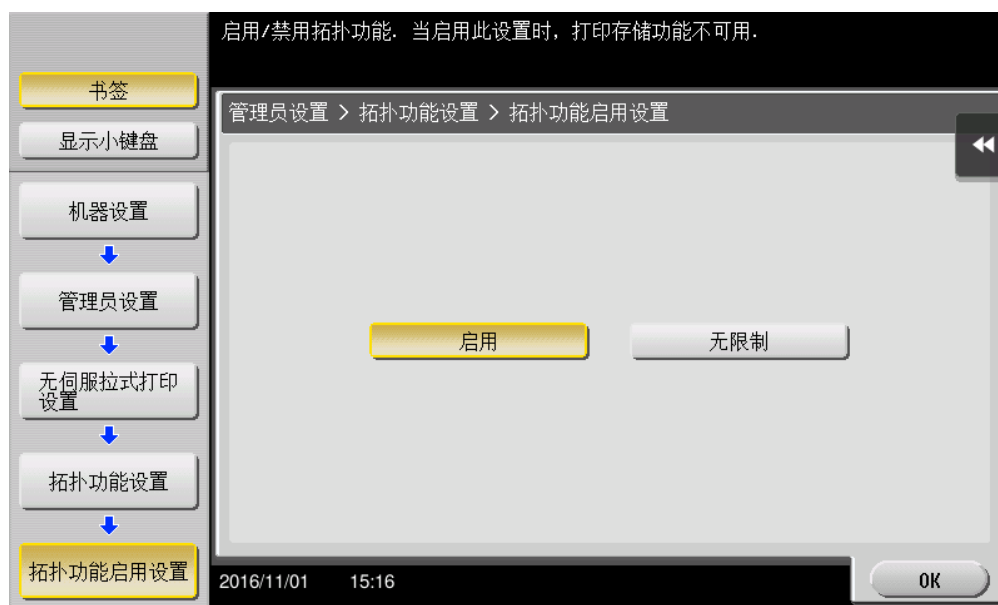 启用/禁用拓扑功能. 当启用此设置时, 打印存储功能不可用.
书签
显示小键盘
机器设置
管理员设置
无伺服拉式打印
设置
拓扑功能设置
拓扑功能启用设置
管理员设置 > 拓扑功能设置 > 拓扑功能启用设置
启用
无限制
2016/11/01 15:16
OK